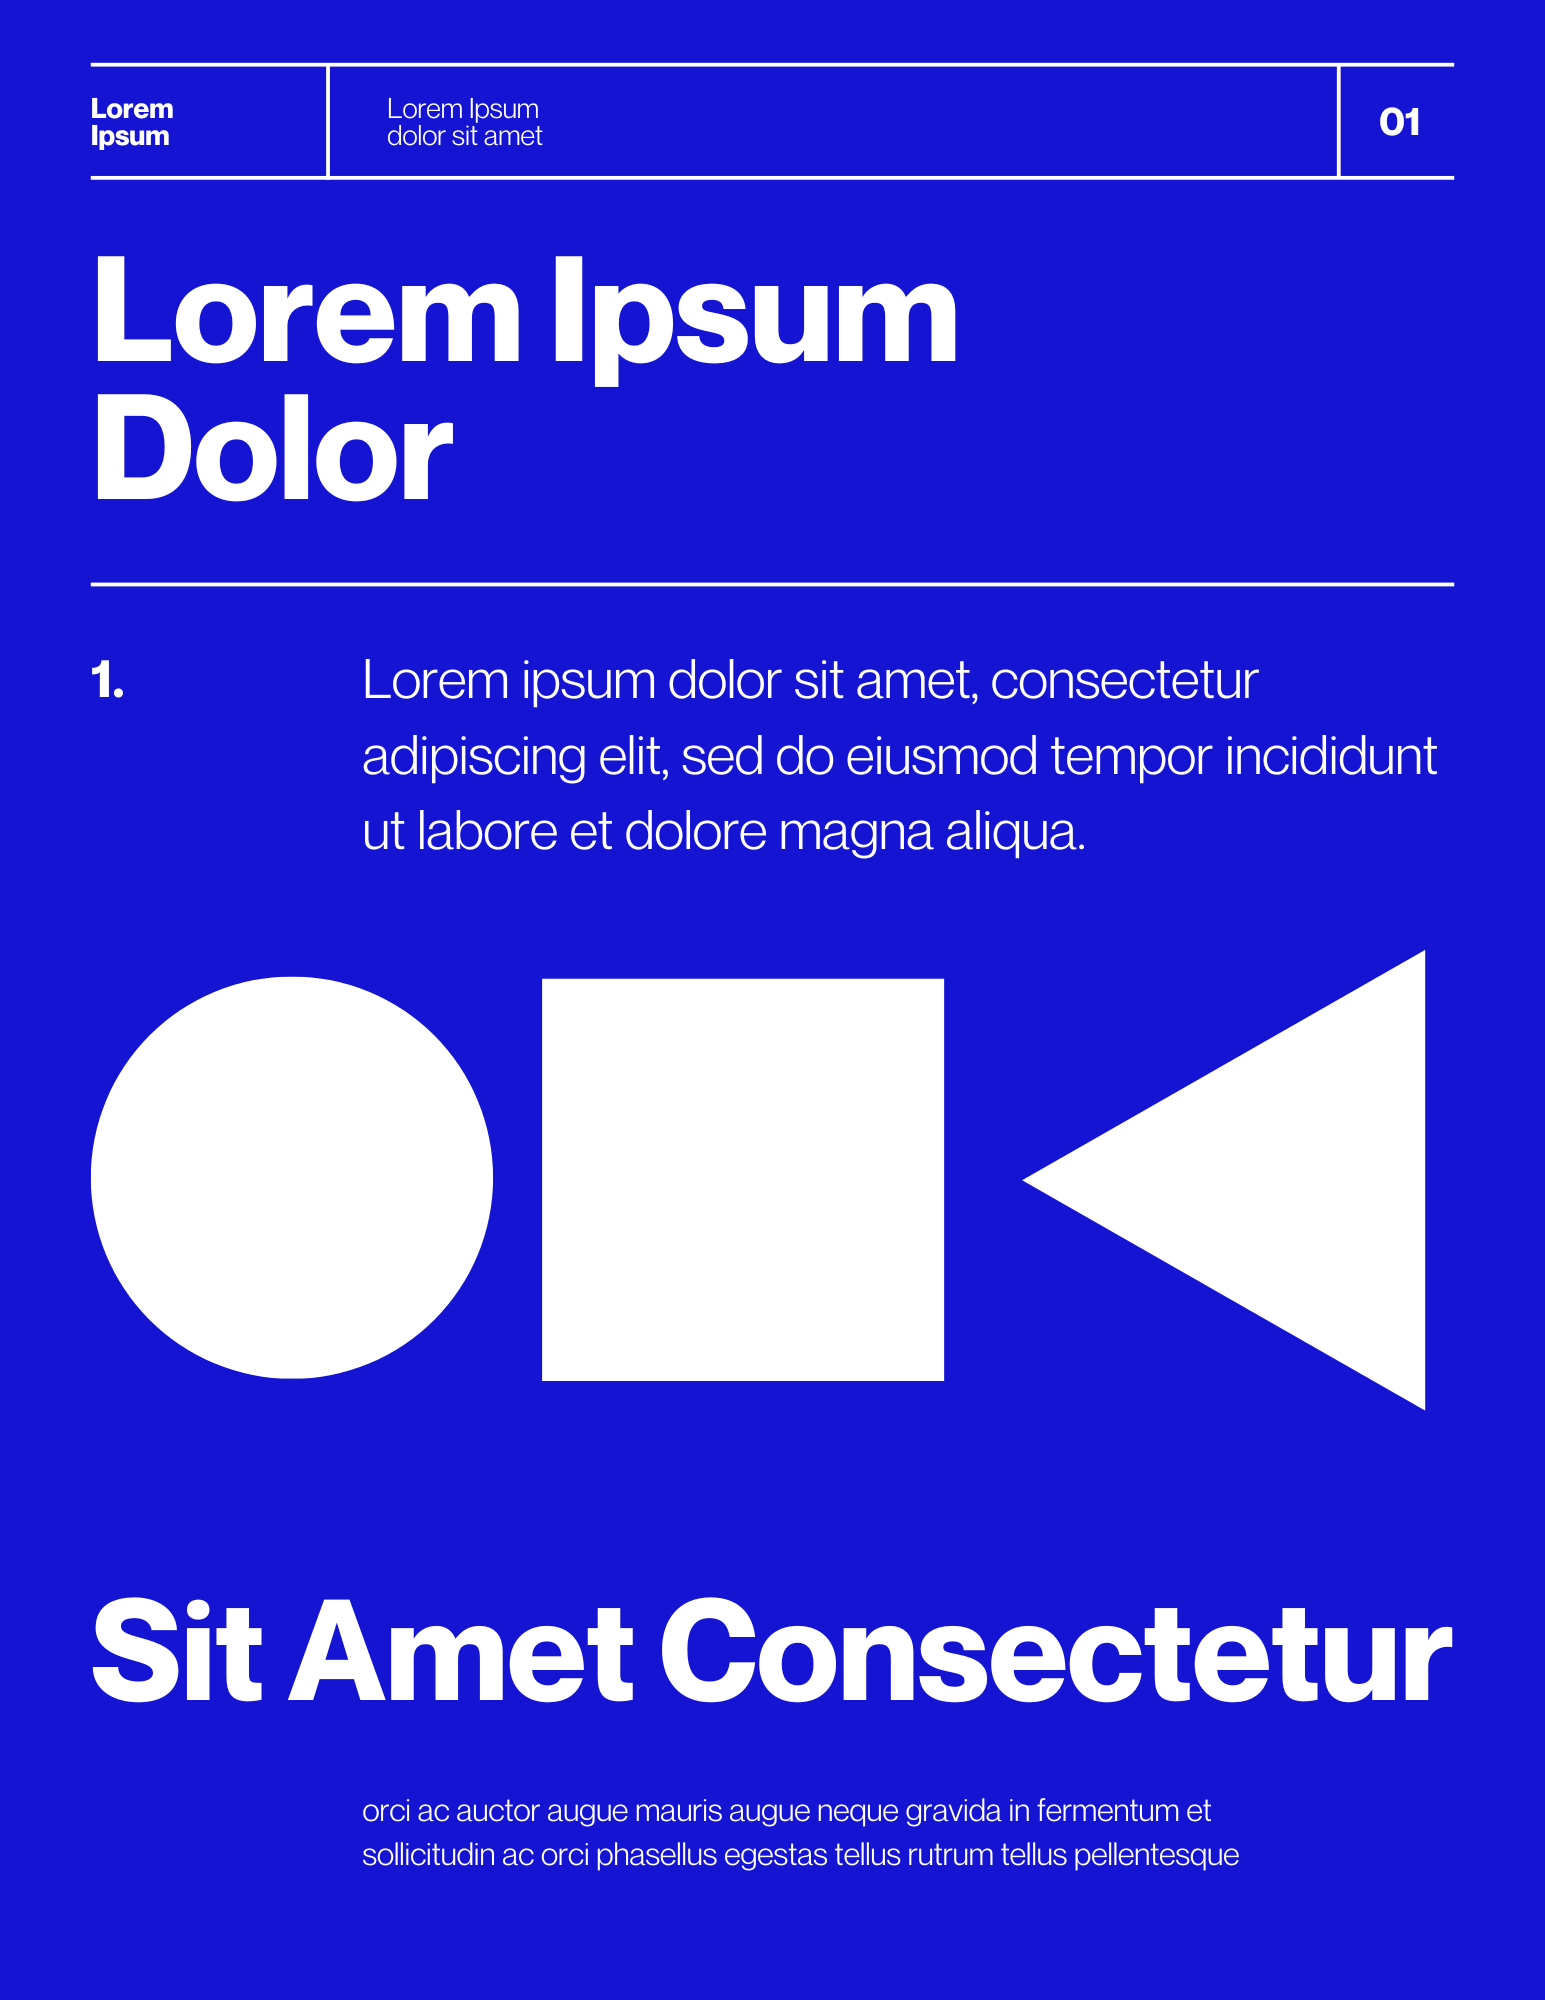 Lorem
Ipsum
Lorem Ipsum
dolor sit amet
01
Lorem Ipsum
Dolor
1.
Lorem ipsum dolor sit amet, consectetur
adipiscing elit, sed do eiusmod tempor incididunt
ut labore et dolore magna aliqua.
Sit Amet Consectetur
orci ac auctor augue mauris augue neque gravida in fermentum et
sollicitudin ac orci phasellus egestas tellus rutrum tellus pellentesque